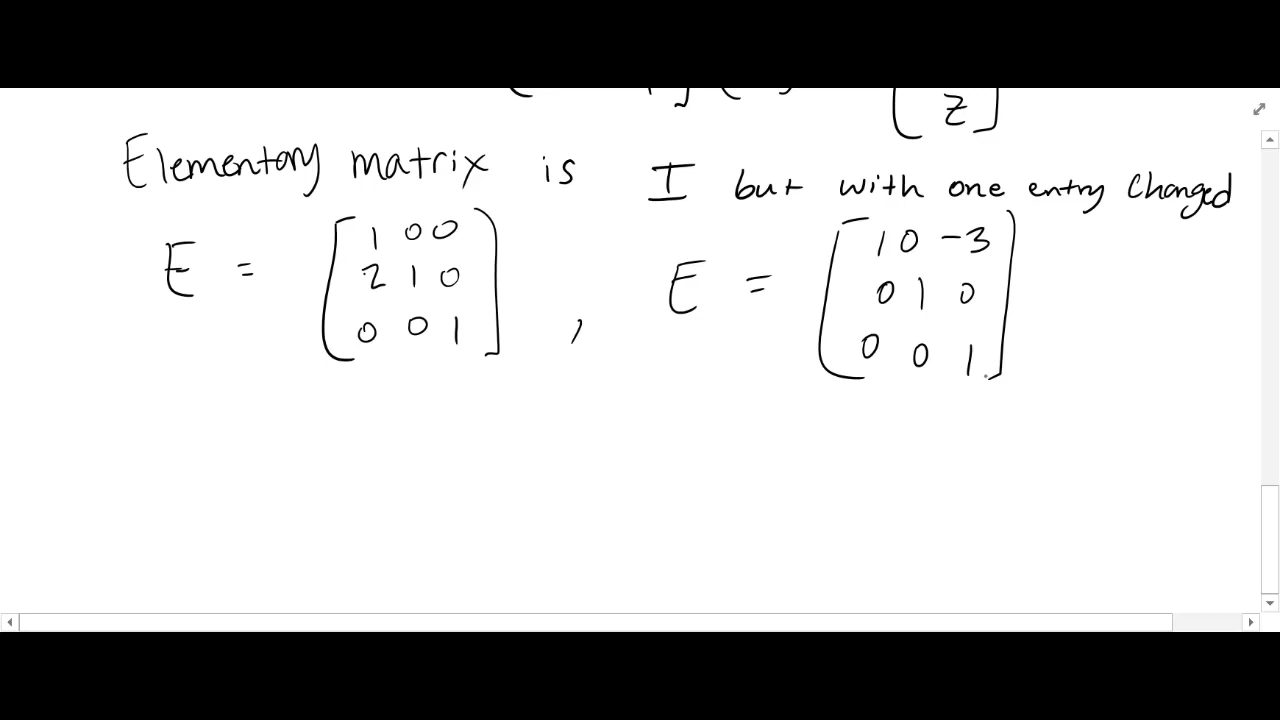 z
Elementary matrix is I but with one entry changed
E = [1 0 0 , E = [1 0 -3
2 1 0 0 1 0
0 0 1] 0 0 1]